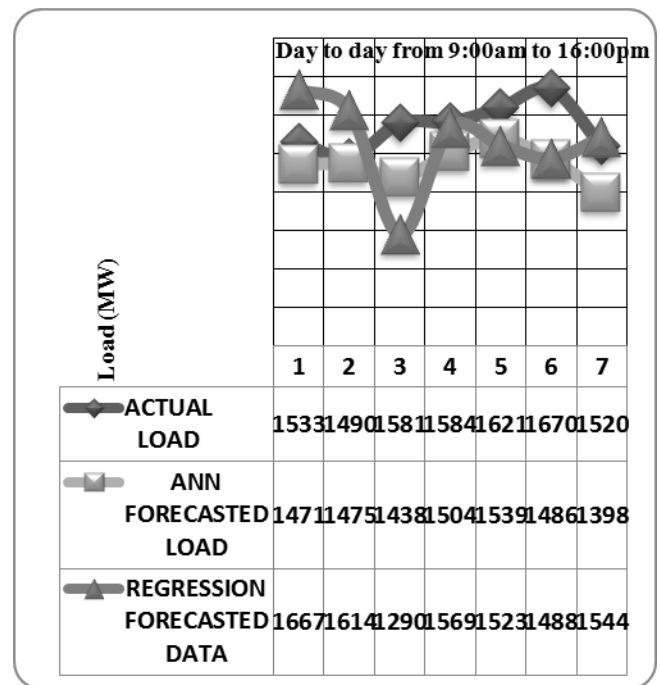 Day to day from 9:00am to 16:00pm
Load (MW)
1 2 3 4 5 6 7
ACTUAL
LOAD
1533 1490 1581 1584 1621 1670 1520
ANN
FORECASTED
LOAD
1471 1475 1438 1504 1539 1486 1398
REGRESSION
FORECASTED
DATA
1667 1614 1290 1569 1523 1488 1544